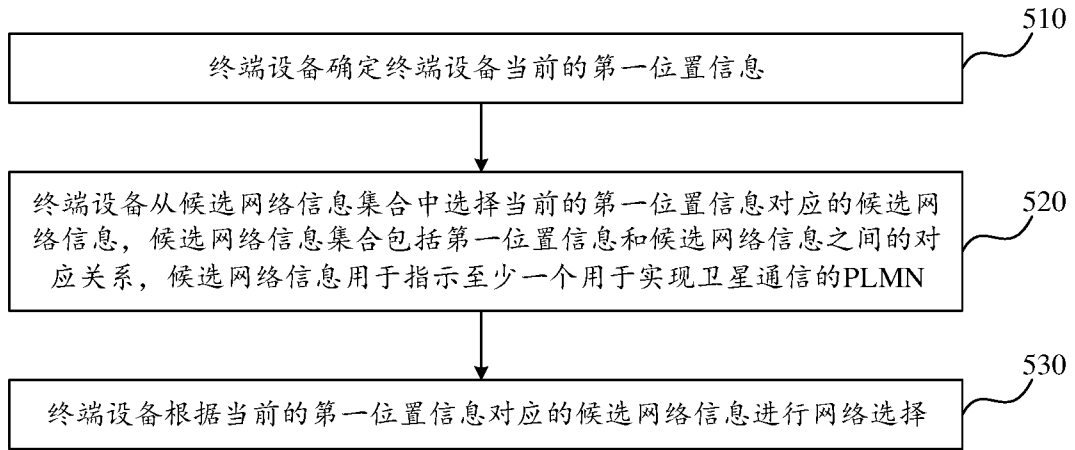 510
终端设备确定终端设备当前的第一位置信息
520
终端设备从候选网络信息集合中选择当前的第一位置信息对应的候选网
络信息，候选网络信息集合包括第一位置信息和候选网络信息之间的对
应关系，候选网络信息用于指示至少一个用于实现卫星通信的PLMN
530
终端设备根据当前的第一位置信息对应的候选网络信息进行网络选择